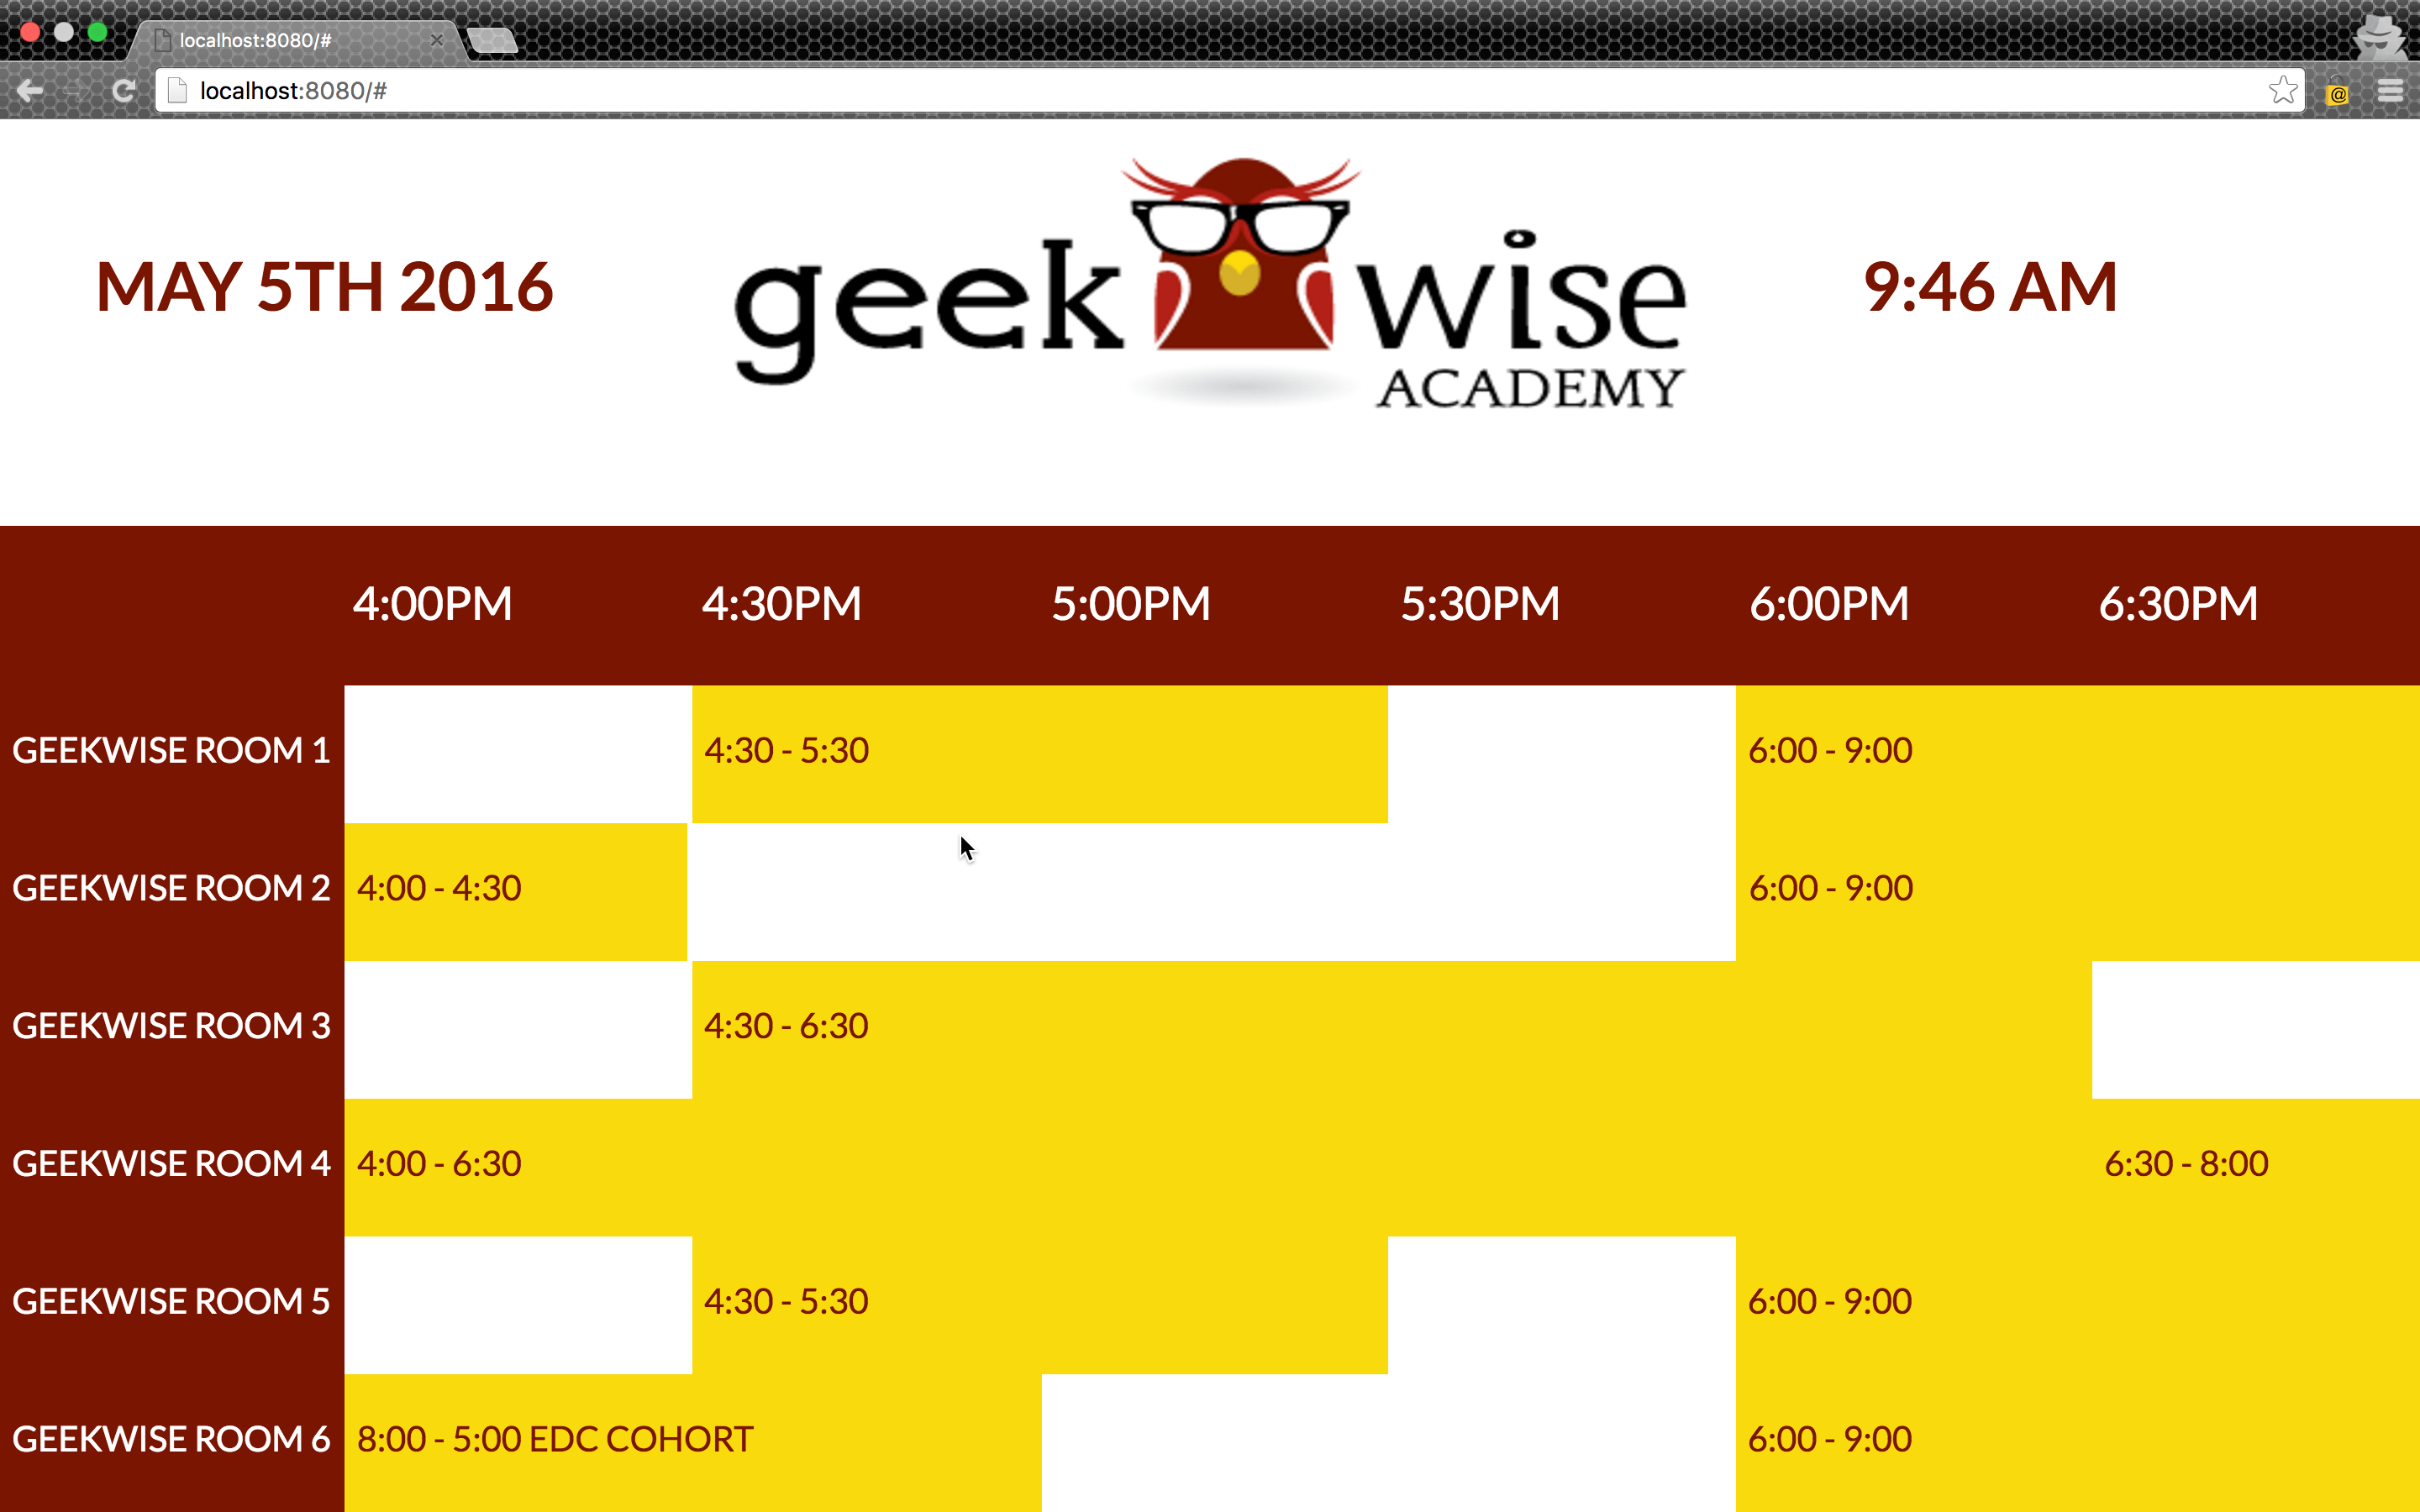 localhost:8080/#
localhost:8080/#
@
MAY 5TH 2016
geek wise
ACADEMY
9:46 AM
4:00PM 4:30PM 5:00PM 5:30PM 6:00PM 6:30PM
GEEKWISE ROOM 1 4:30 - 5:30 6:00 - 9:00
GEEKWISE ROOM 2 4:00 - 4:30 6:00 - 9:00
GEEKWISE ROOM 3 4:30 - 6:30
GEEKWISE ROOM 4 4:00 - 6:30 6:30 - 8:00
GEEKWISE ROOM 5 4:30 - 5:30 6:00 - 9:00
GEEKWISE ROOM 6 8:00 - 5:00 EDC COHORT 6:00 - 9:00